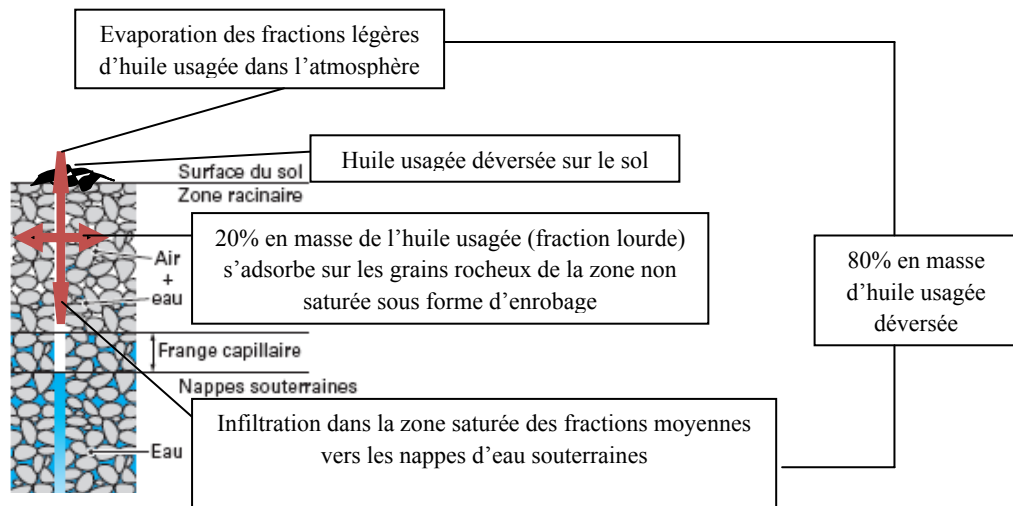 Evaporation des fractions légères
d’huile usagée dans l’atmosphère
Huile usagée déversée sur le sol
Surface du sol
Zone racinaire
20% en masse de l’huile usagée (fraction lourde)
s’adsorbe sur les grains rocheux de la zone non
saturée sous forme d’enrobage
Air
+
eau
80% en masse
d’huile usagée
déversée
Frange capillaire
Nappes souterraines
Infiltration dans la zone saturée des fractions moyennes
vers les nappes d’eau souterraines
Eau